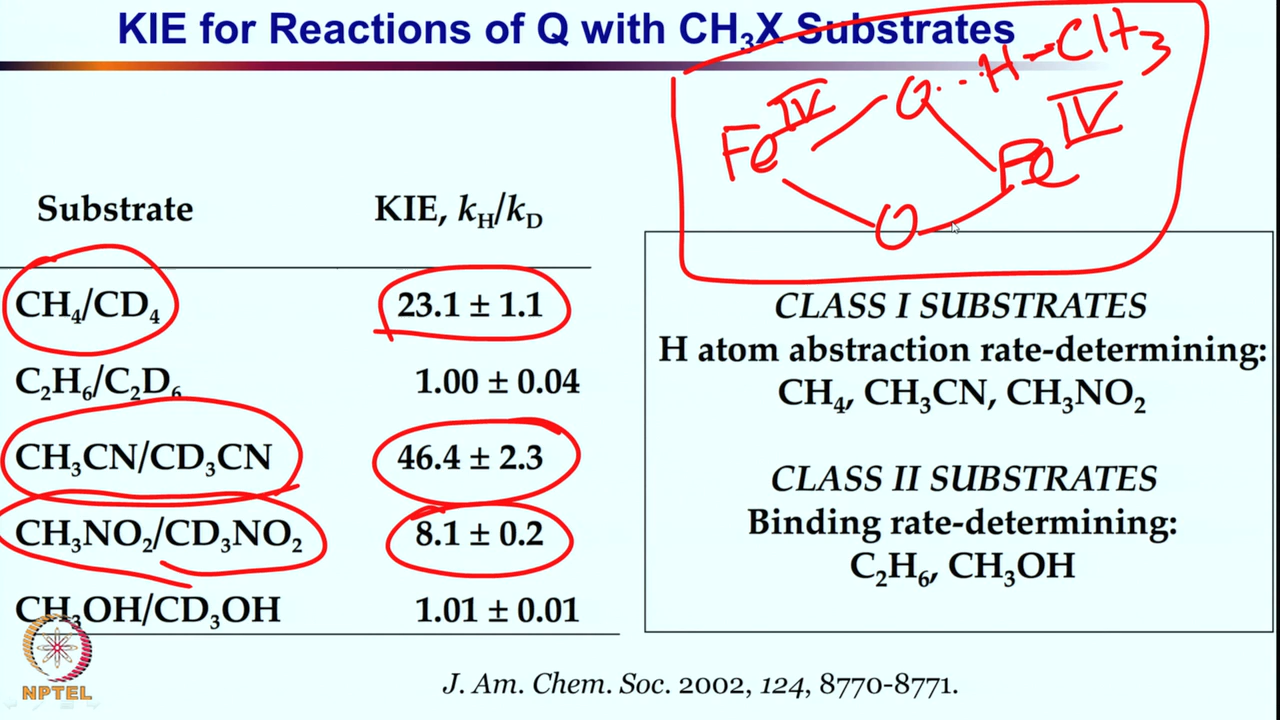 KIE for Reactions of Q with CH₃X Substrates
Fe IV O H-CH3
Fe IV
O
Substrate KIE, kH/kD
CH₄/CD₄ 23.1 ± 1.1
C₂H₆/C₂D₆ 1.00 ± 0.04
CH₃CN/CD₃CN 46.4 ± 2.3
CH₃NO₂/CD₃NO₂ 8.1 ± 0.2
CH₃OH/CD₃OH 1.01 ± 0.01
CLASS I SUBSTRATES
H atom abstraction rate-determining:
CH₄, CH₃CN, CH₃NO₂
CLASS II SUBSTRATES
Binding rate-determining:
C₂H₆, CH₃OH
J. Am. Chem. Soc. 2002, 124, 8770-8771.
NPTEL